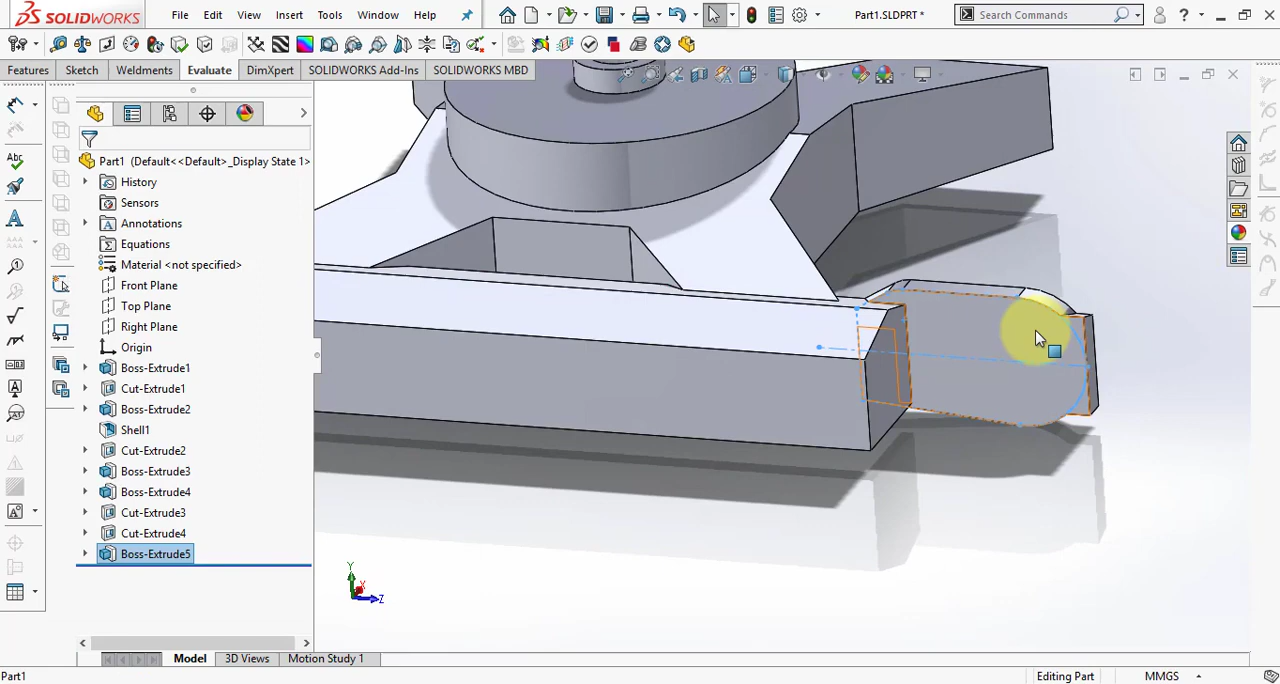 SOLIDWORKS File Edit View Insert Tools Window Help Part1.SLDPRT * Search Commands ?
Features Sketch Weldments Evaluate DimXpert SOLIDWORKS Add-Ins SOLIDWORKS MBD
Part1 (Default<<Default>_Display State 1>
History
Sensors
Annotations
Equations
Material <not specified>
Front Plane
Top Plane
Right Plane
Origin
Boss-Extrude1
Cut-Extrude1
Boss-Extrude2
Shell1
Cut-Extrude2
Boss-Extrude3
Boss-Extrude4
Cut-Extrude3
Cut-Extrude4
Boss-Extrude5
Abc
A
Y
X
Z
Model 3D Views Motion Study 1
Part1 Editing Part MMGS